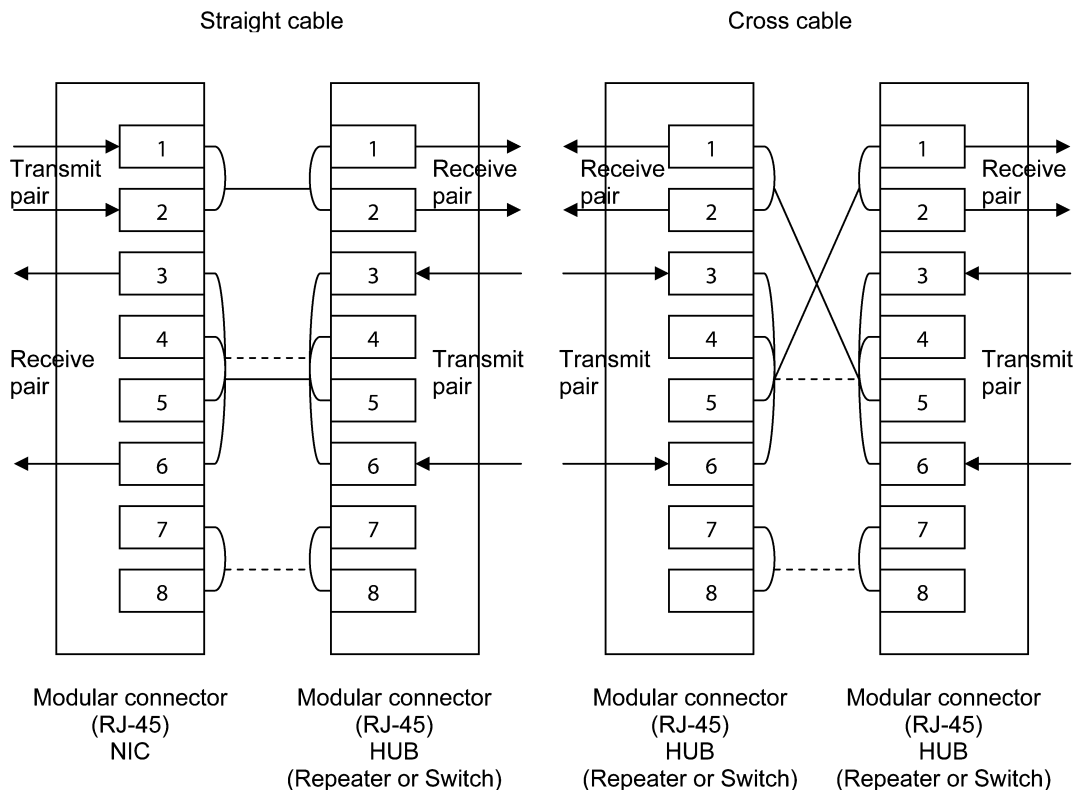 Straight cable
Cross cable
1
2
3
4
5
6
7
8
Transmit
pair
Receive
pair
1
2
3
4
5
6
7
8
Receive
pair
Transmit
pair
1
2
3
4
5
6
7
8
Receive
pair
Transmit
pair
1
2
3
4
5
6
7
8
Receive
pair
Transmit
pair
Modular connector
(RJ-45)
NIC
Modular connector
(RJ-45)
HUB
(Repeater or Switch)
Modular connector
(RJ-45)
HUB
(Repeater or Switch)
Modular connector
(RJ-45)
HUB
(Repeater or Switch)